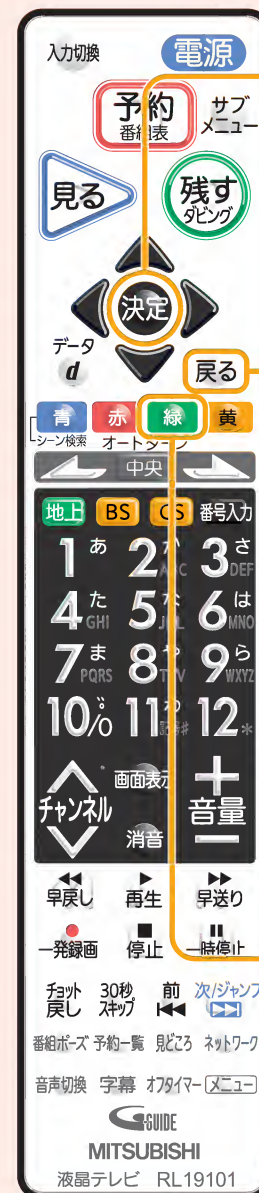 入力切換 電源
予約 サブ
番組表 メニュー
見る 残す
ダビング
決定
データ
d 戻る
青 赤 緑 黄
シーン検索 オートターン
中央
地上 BS CS 番号入力
1 あ 2 か ABC 3 さ DEF
4 た GHI 5 な JKL 6 は MNO
7 ま PQRS 8 や TUV 9 ら WXYZ
10/0 11 わ 記号# 12 *
画面表示
チャンネル 音量
消音
早戻し 再生 早送り
一発録画 停止 一時停止
チョット 30秒 前 次/ジャンプ
戻し スキップ
番組ポーズ 予約一覧 見どころ ネットワーク
音声切換 字幕 オフタイマー メニュー
G-GUIDE
MITSUBISHI
液晶テレビ RL19101